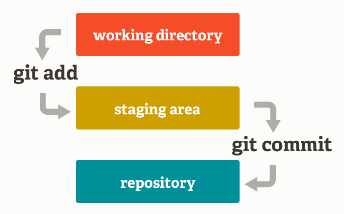 working directory
git add
staging area
git commit
repository